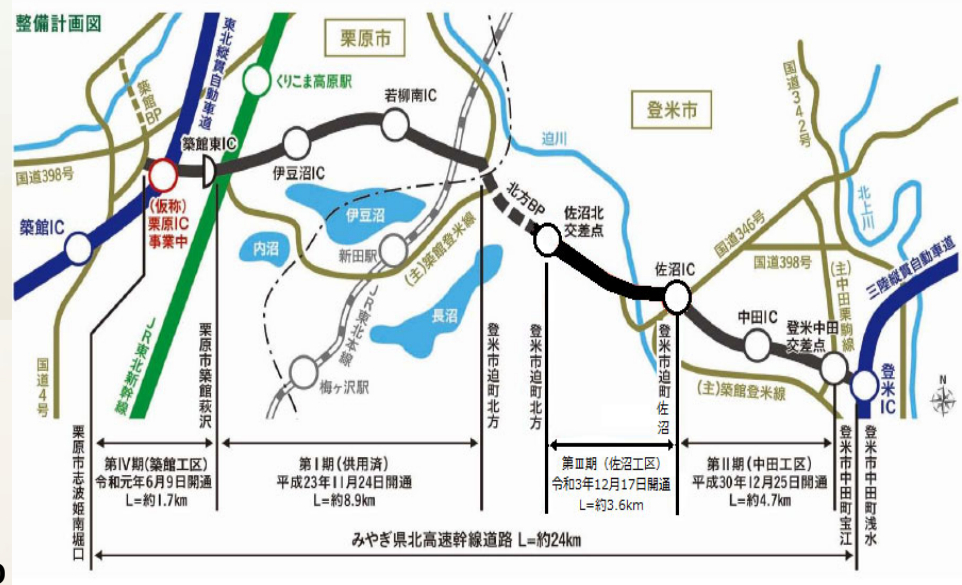 整備計画図
栗原市
登米市
東北縦貫自動車道
築館BP
くりこま高原駅
若柳南IC
築館東IC
伊豆沼IC
国道398号
(仮称)
栗原IC
事業中
築館IC
内沼
伊豆沼
新田駅
(主)築館登米線
長沼
JR東北本線
梅ヶ沢駅
JR東北新幹線
国道4号
迫川
北方BP
佐沼北
交差点
佐沼IC
国道346号
国道342号
国道398号
北上川
(主)中田栗駒線
三陸縦貫自動車道
中田IC
登米中田
交差点
(主)築館登米線
登米IC
N
栗原市志波姫南堀口
栗原市築館萩沢
登米市迫町北方
登米市迫町北方
登米市迫町佐沼
登米市中田町宝江
登米市中田町浅水
第Ⅳ期(築館工区)
令和元年6月9日開通
L=約1.7km
第Ⅰ期(供用済)
平成23年11月24日開通
L=約8.9km
第Ⅲ期(佐沼工区)
令和3年12月17日開通
L=約3.6km
第Ⅱ期(中田工区)
平成30年12月25日開通
L=約4.7km
みやぎ県北高速幹線道路 L=約24km